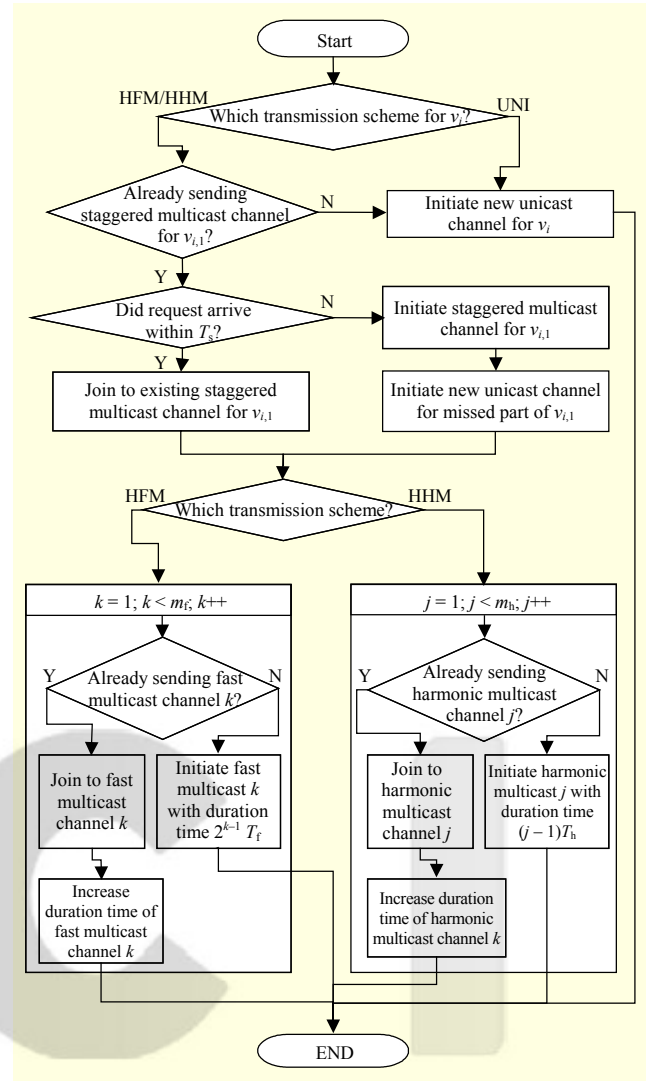 Start
HFM/HHM
UNI
Which transmission scheme for vᵢ?
Already sending
staggered multicast channel
for vᵢ,₁?
N
Initiate new unicast
channel for vᵢ
Y
Did request arrive
within Tₛ?
N
Initiate staggered multicast
channel for vᵢ,₁
Y
Join to existing staggered
multicast channel for vᵢ,₁
Initiate new unicast channel
for missed part of vᵢ,₁
HFM
HHM
Which transmission scheme?
k = 1; k < m_f; k++
Y
N
Already sending fast
multicast channel k?
Join to fast
multicast
channel k
Initiate fast
multicast k
with duration
time 2^{k−1} T_f
Increase
duration time of
fast multicast
channel k
j = 1; j < m_h; j++
Y
N
Already sending
harmonic multicast
channel j?
Join to
harmonic
multicast
channel j
Initiate harmonic
multicast j with
duration time
(j − 1)T_h
Increase duration
time of harmonic
multicast channel k
END